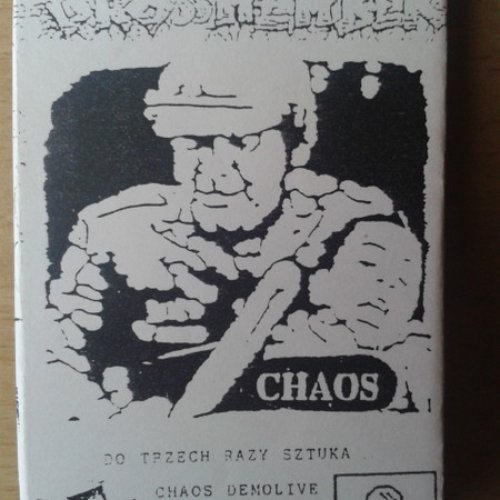 CHAOS
DO TRZECH RAZY SZTUKA
CHAOS DEMOLIVE